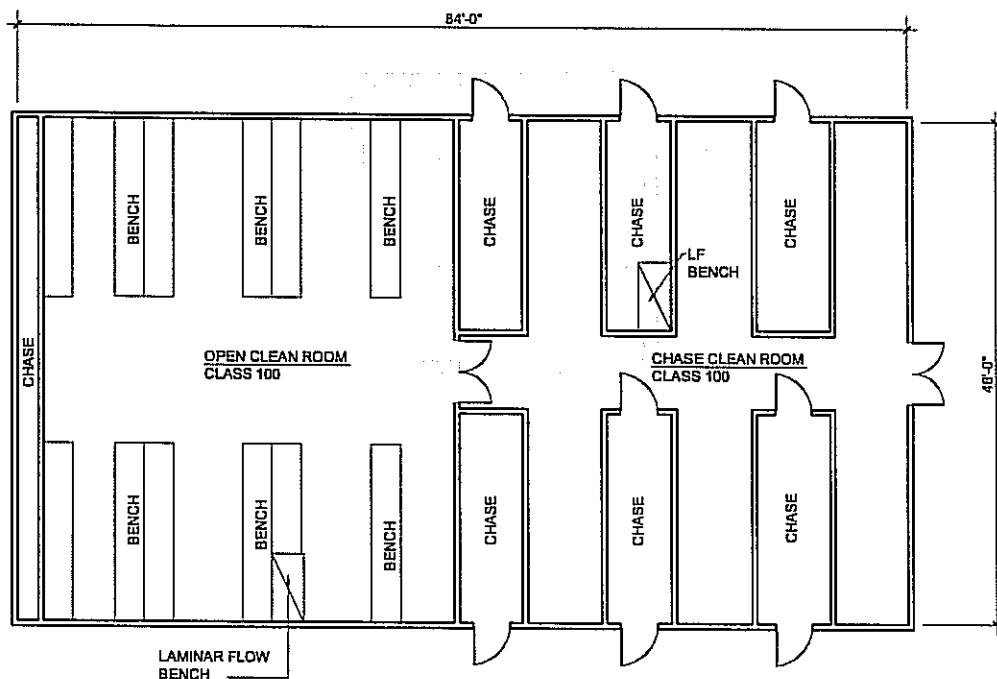 84'-0"
BENCH
BENCH
BENCH
CHASE
CHASE
CHASE
LF
BENCH
CHASE
OPEN CLEAN ROOM
CLASS 100
CHASE CLEAN ROOM
CLASS 100
48'-0"
BENCH
BENCH
BENCH
CHASE
CHASE
CHASE
LAMINAR FLOW
BENCH